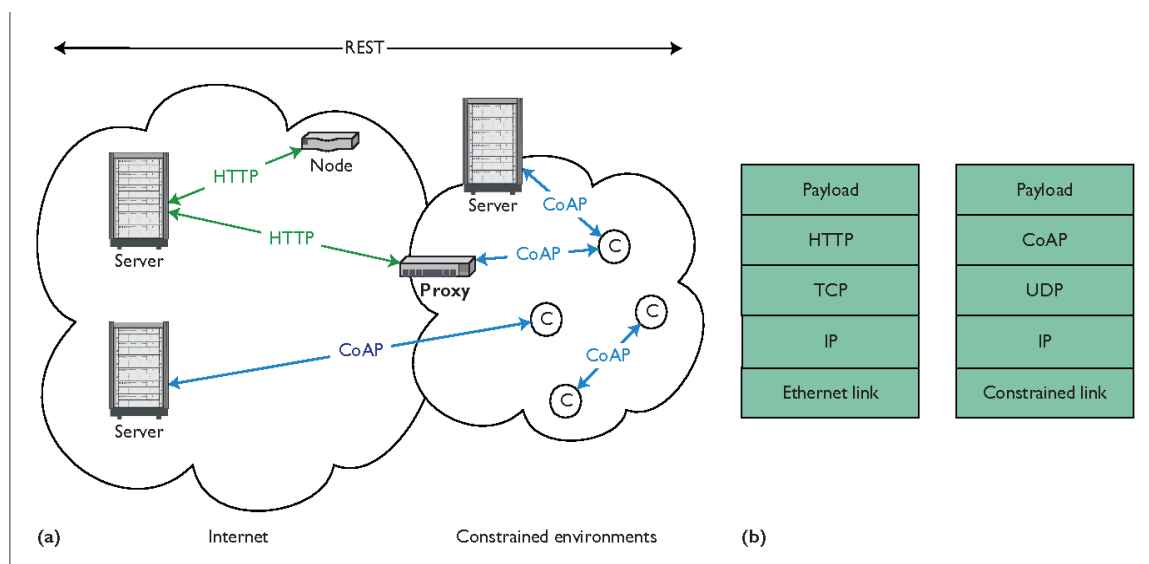 REST
Node
HTTP
Server
HTTP
Server
CoAP
C
CoAP
Proxy
C
C
CoAP
CoAP
C
Server
(a)
Internet
Constrained environments
Payload
HTTP
TCP
IP
Ethernet link
Payload
CoAP
UDP
IP
Constrained link
(b)